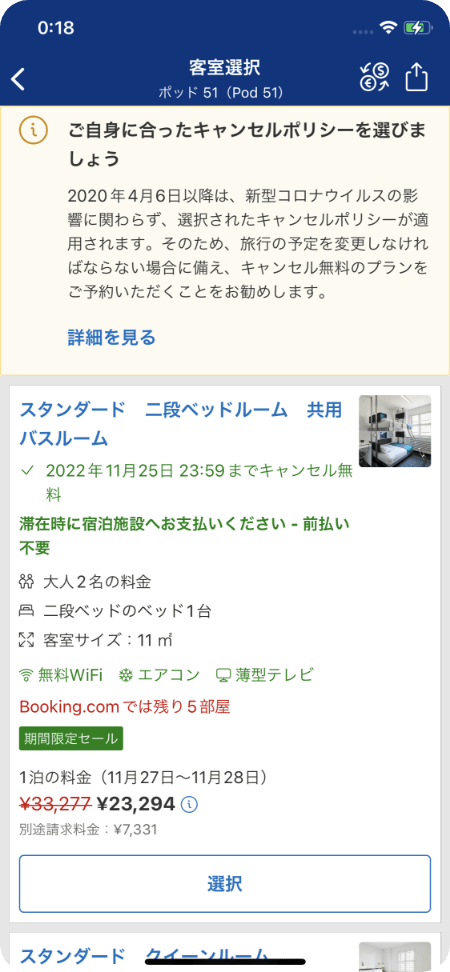 0:18
客室選択
ポッド 51（Pod 51）
ご自身に合ったキャンセルポリシーを選びま
しょう
2020年4月6日以降は、新型コロナウイルスの影
響に関わらず、選択されたキャンセルポリシーが適
用されます。そのため、旅行の予定を変更しなけれ
ばならない場合に備え、キャンセル無料のプランを
ご予約いただくことをお勧めします。
詳細を見る
スタンダード　二段ベッドルーム　共用
バスルーム
2022年11月25日 23:59までキャンセル無
料
滞在時に宿泊施設へお支払いください - 前払い
不要
大人2名の料金
二段ベッドのベッド1台
客室サイズ：11 ㎡
無料WiFi エアコン 薄型テレビ
Booking.comでは残り5部屋
期間限定セール
1泊の料金（11月27日～11月28日）
¥33,277 ¥23,294
別途請求料金：¥7,331
選択
スタンダード　クイーンルーム